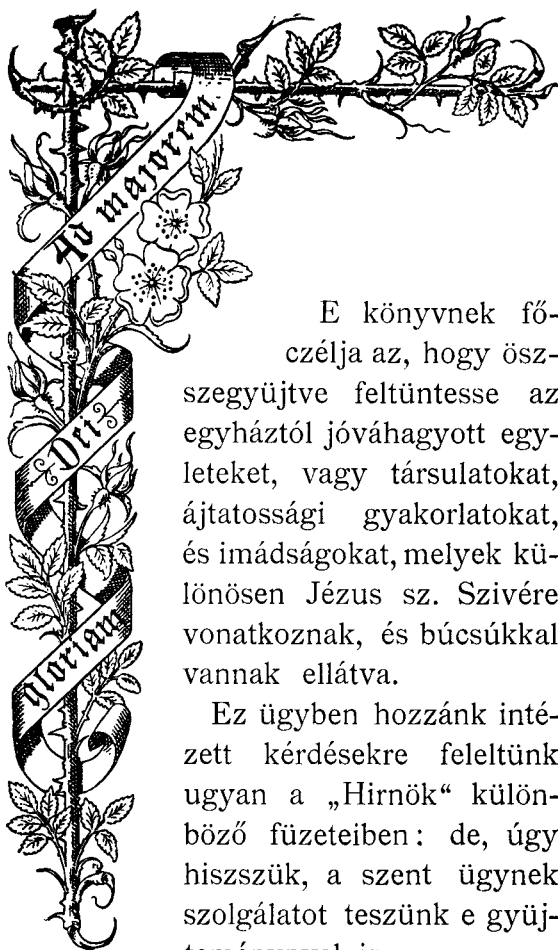 Ad majorem
Dei
gloriam
E könyvnek fő-
czélja az, hogy ösz-
szegyüjtve feltüntesse az
egyháztól jóváhagyott egy-
leteket, vagy társulatokat,
ájtatossági gyakorlatokat,
és imádságokat, melyek kü-
lönösen Jézus sz. Szivére
vonatkoznak, és búcsúkkal
vannak ellátva.
Ez ügyben hozzánk inté-
zett kérdésekre feleltünk
ugyan a „Hirnök“ külön-
böző füzeteiben: de, úgy
hiszszük, a szent ügynek
szolgálatot teszünk e gyüj-